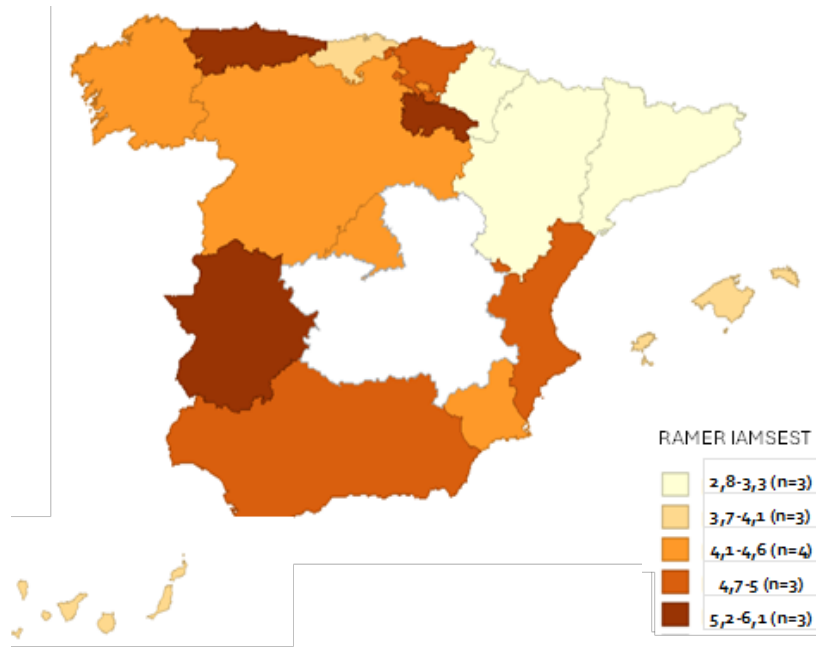 RAMER IAMSEST
2,8-3,3 (n=3)
3,7-4,1 (n=3)
4,1-4,6 (n=4)
4,7-5 (n=3)
5,2-6,1 (n=3)